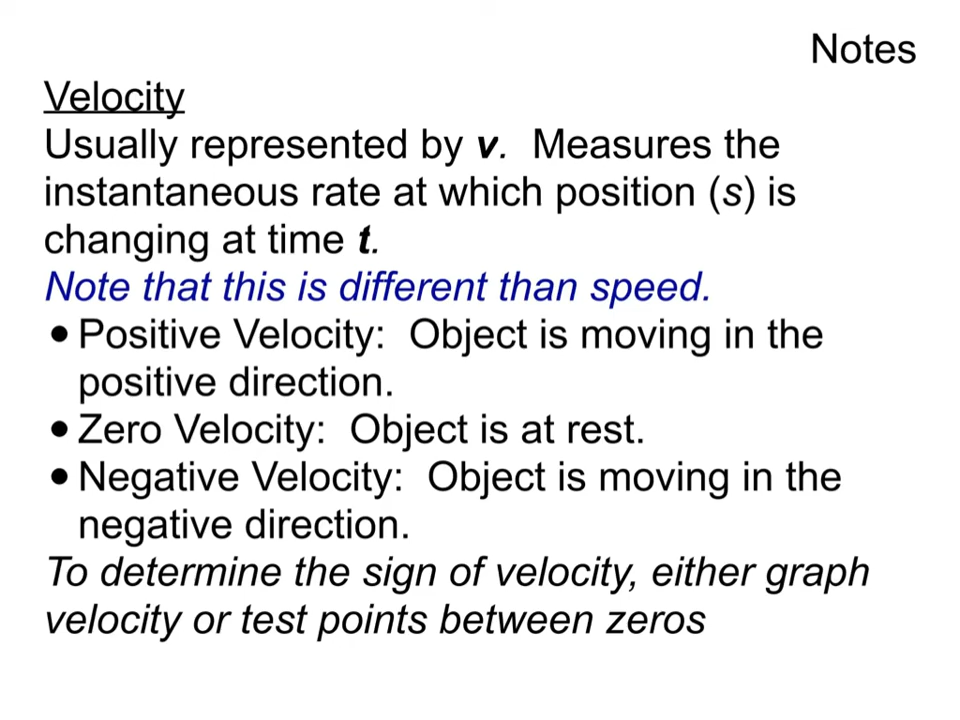 Notes
Velocity
Usually represented by v.  Measures the
instantaneous rate at which position (s) is
changing at time t.
Note that this is different than speed.
• Positive Velocity:  Object is moving in the
positive direction.
• Zero Velocity:  Object is at rest.
• Negative Velocity:  Object is moving in the
negative direction.
To determine the sign of velocity, either graph
velocity or test points between zeros